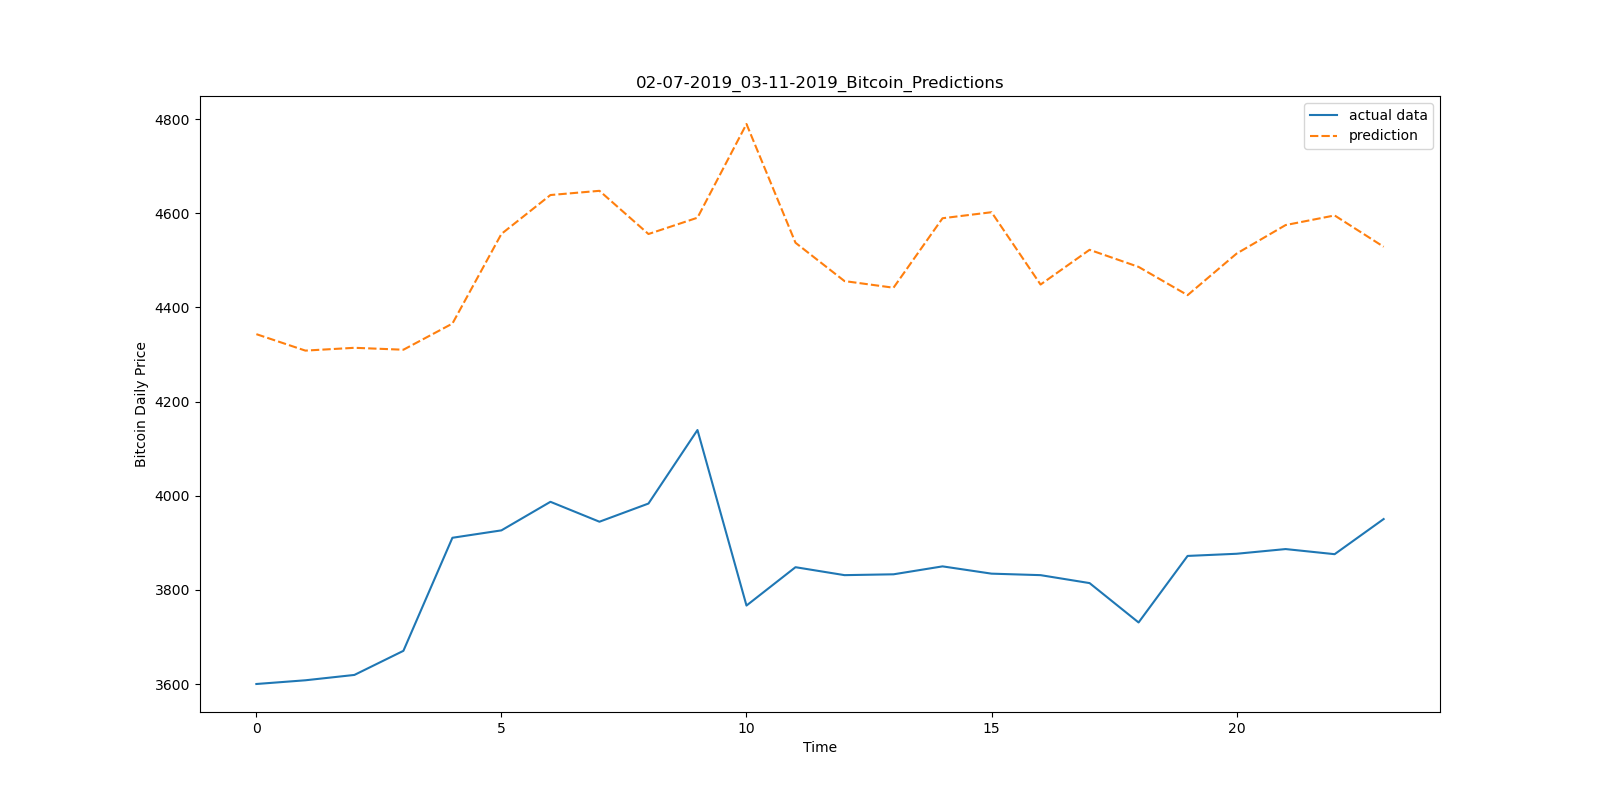 02-07-2019_03-11-2019_Bitcoin_Predictions
actual data
prediction
Bitcoin Daily Price
4800
4600
4400
4200
4000
3800
3600
0 5 10 15 20
Time